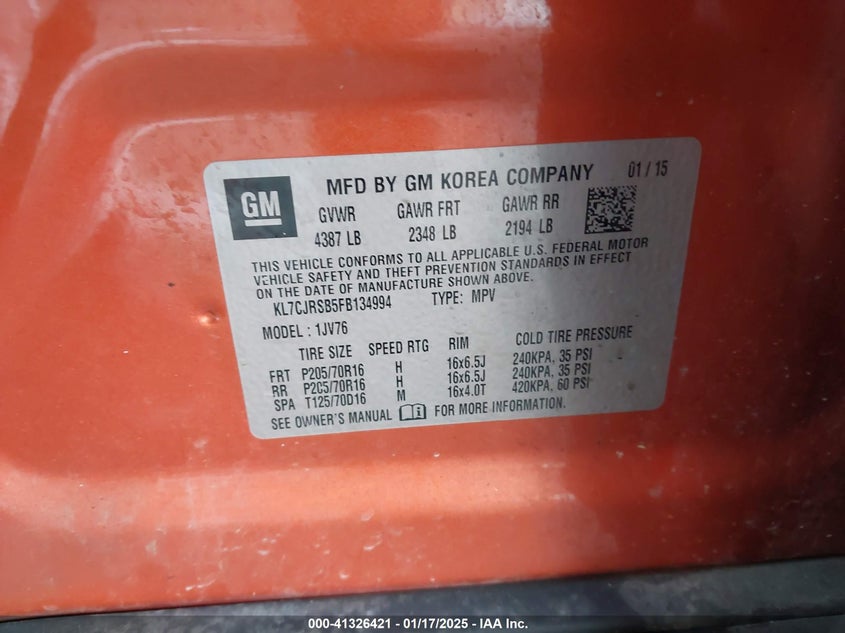 GM
MFD BY GM KOREA COMPANY 01 / 15
GVWR GAWR FRT GAWR RR
4387 LB 2348 LB 2194 LB
THIS VEHICLE CONFORMS TO ALL APPLICABLE U.S. FEDERAL MOTOR
VEHICLE SAFETY AND THEFT PREVENTION STANDARDS IN EFFECT
ON THE DATE OF MANUFACTURE SHOWN ABOVE.
KL7CJRSB5FB134994 TYPE: MPV
MODEL : 1JV76
TIRE SIZE SPEED RTG RIM COLD TIRE PRESSURE
FRT P205/70R16 H 16x6.5J 240KPA, 35 PSI
RR P205/70R16 H 16x6.5J 240KPA, 35 PSI
SPA T125/70D16 M 16x4.0T 420KPA, 60 PSI
SEE OWNER'S MANUAL FOR MORE INFORMATION.
000-41326421 - 01/17/2025 - IAA Inc.